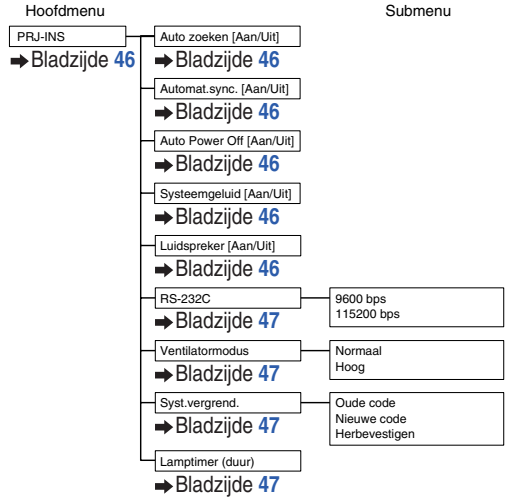 Hoofdmenu
Submenu
PRJ-INS
➡ Bladzijde 46
Auto zoeken [Aan/Uit]
➡ Bladzijde 46
Automat.sync. [Aan/Uit]
➡ Bladzijde 46
Auto Power Off [Aan/Uit]
➡ Bladzijde 46
Systeemgeluid [Aan/Uit]
➡ Bladzijde 46
Luidspreker [Aan/Uit]
➡ Bladzijde 46
RS-232C
➡ Bladzijde 47
9600 bps
115200 bps
Ventilatormodus
➡ Bladzijde 47
Normaal
Hoog
Syst.vergrend.
➡ Bladzijde 47
Oude code
Nieuwe code
Herbevestigen
Lamptimer (duur)
➡ Bladzijde 47